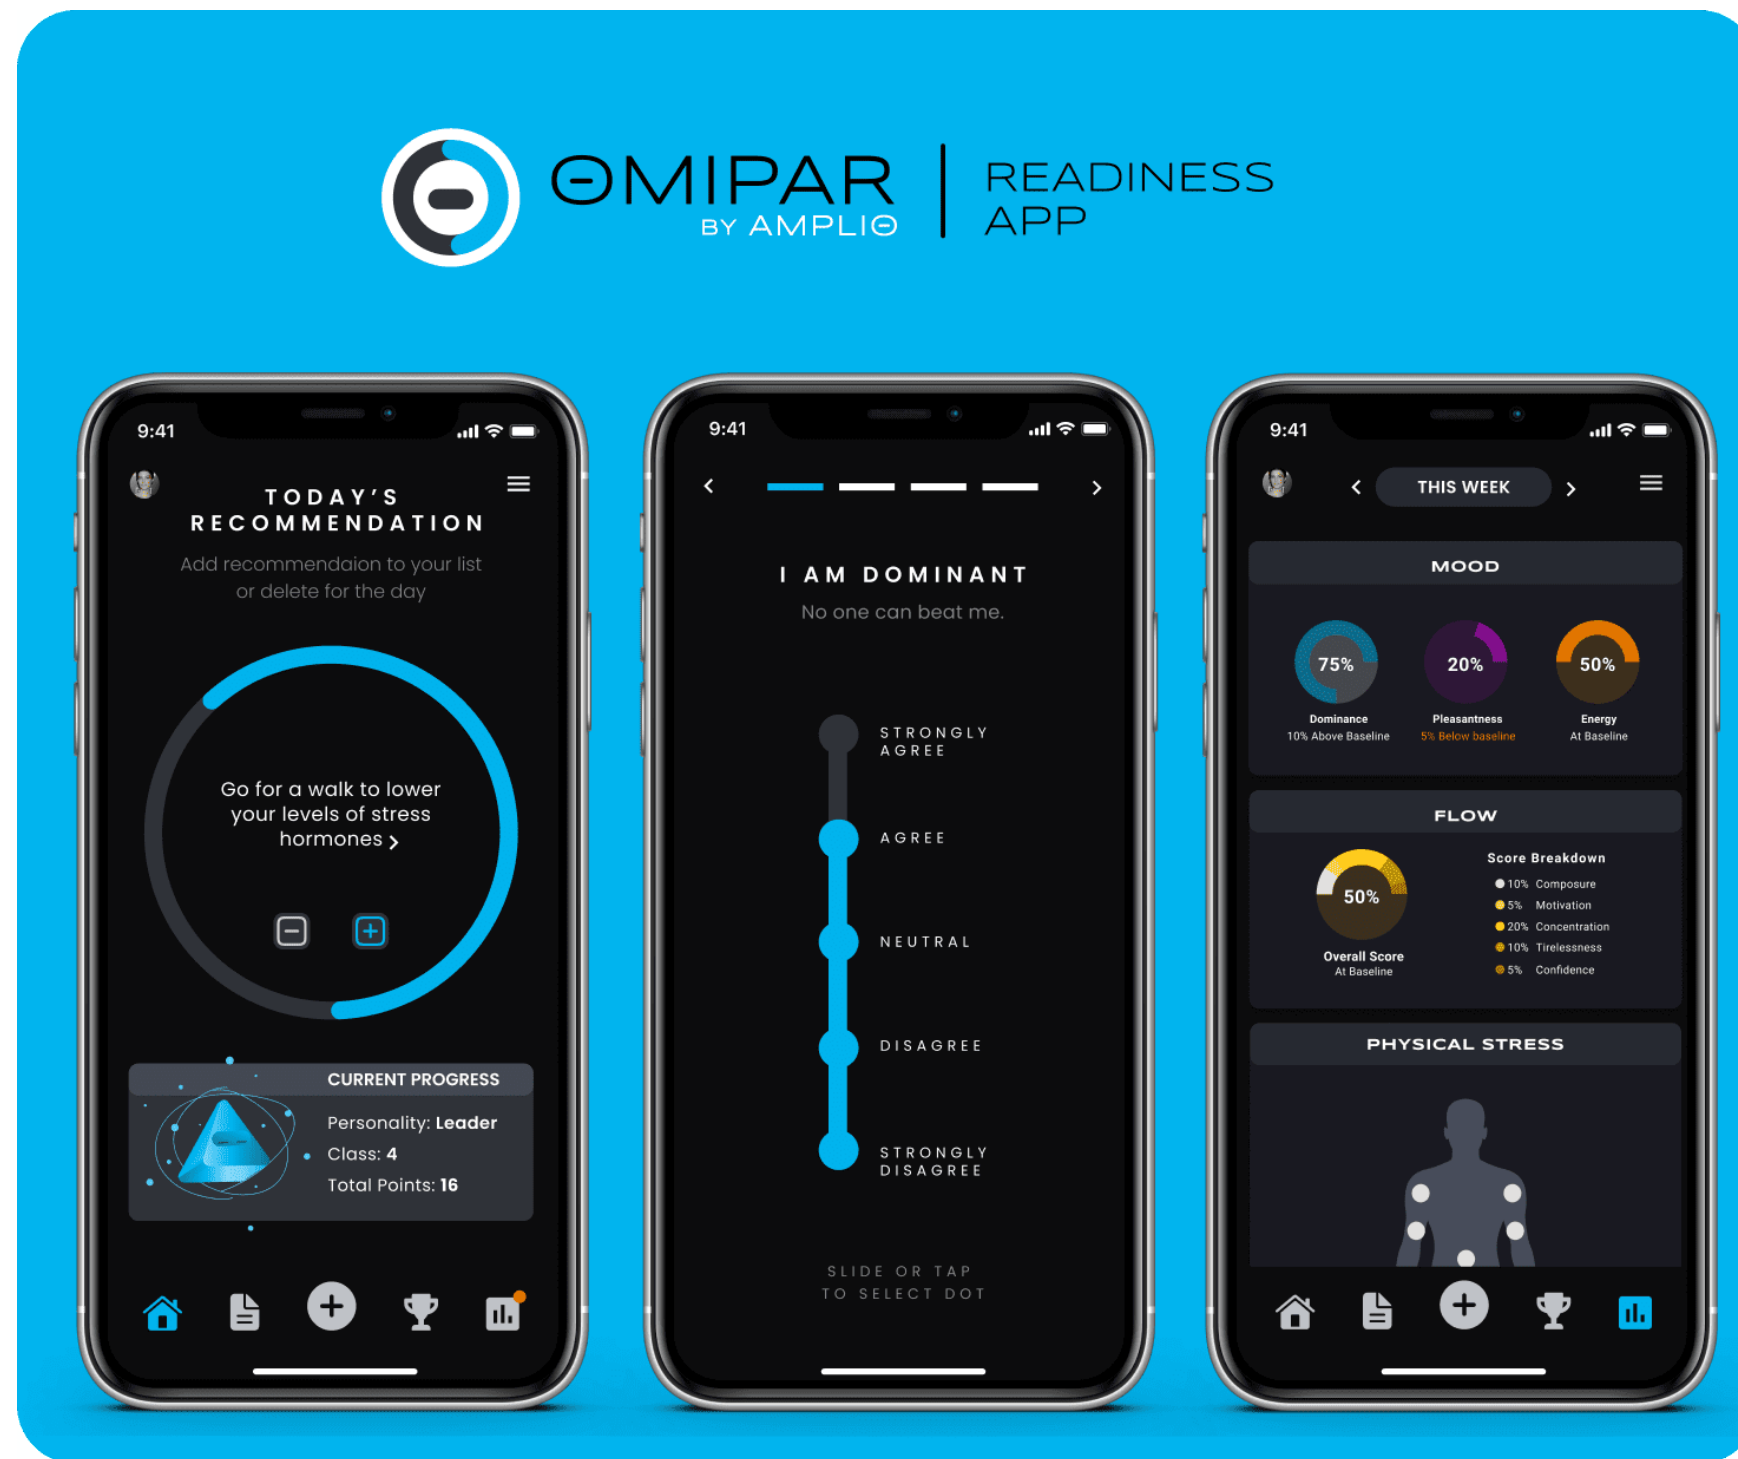 OMIPAR
BY AMPLIO
READINESS
APP
9:41
TODAY'S
RECOMMENDATION
Add recommendaion to your list
or delete for the day
Go for a walk to lower
your levels of stress
hormones
CURRENT PROGRESS
Personality: Leader
Class: 4
Total Points: 16
9:41
I AM DOMINANT
No one can beat me.
STRONGLY
AGREE
AGREE
NEUTRAL
DISAGREE
STRONGLY
DISAGREE
SLIDE OR TAP
TO SELECT DOT
9:41
THIS WEEK
MOOD
75% 20% 50%
Dominance Pleasantness Energy
10% Above Baseline 5% Below baseline At Baseline
FLOW
50%
Overall Score
At Baseline
Score Breakdown
10% Composure
5% Motivation
20% Concentration
10% Tirelessness
5% Confidence
PHYSICAL STRESS